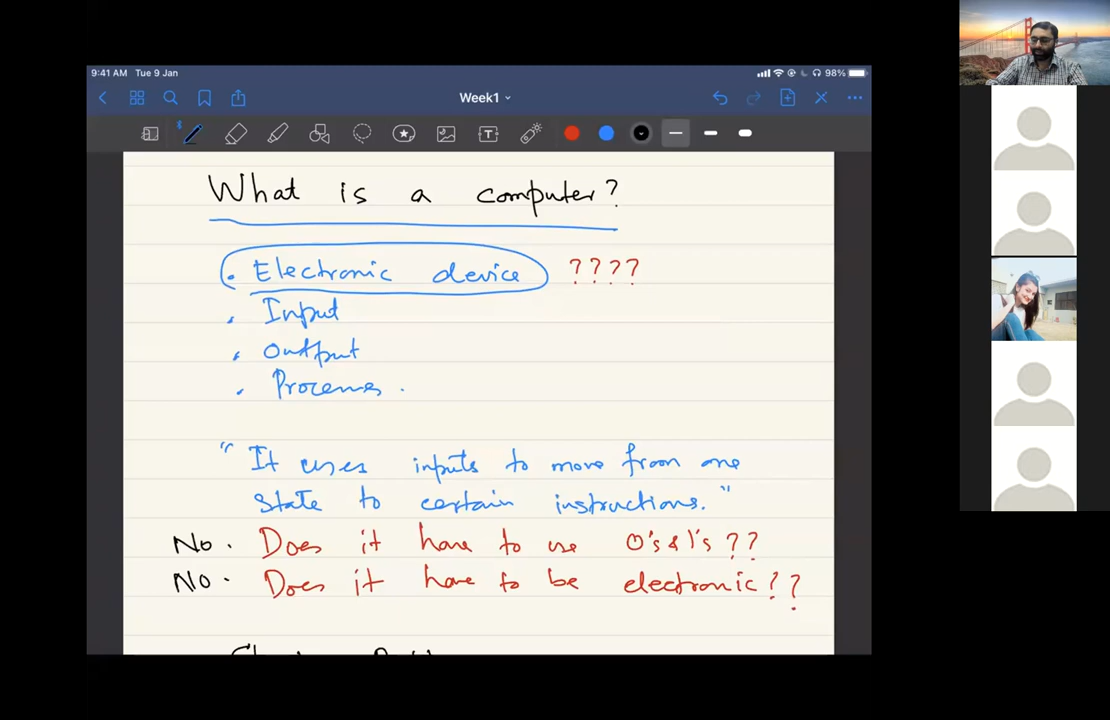 9:41 AM Tue 9 Jan
98%
Week1
T
What is a computer?
. Electronic device ????
. Input
. Output
. Processes .
" It uses inputs to move from one
state to certain instructions. "
No . Does it have to use 0's & 1's ??
No . Does it have to be electronic??